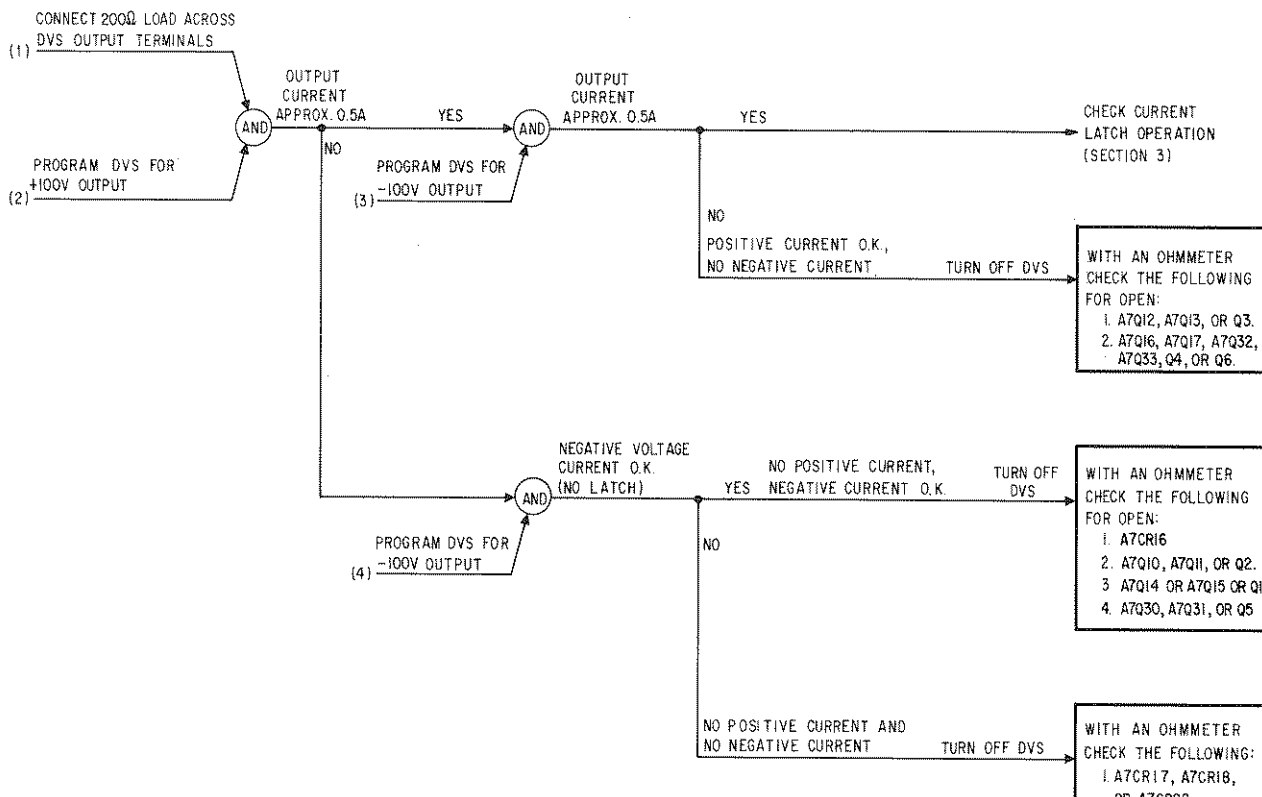 CONNECT 200Ω LOAD ACROSS
(1) DVS OUTPUT TERMINALS
OUTPUT
CURRENT
APPROX. 0.5A
AND
YES
NO
PROGRAM DVS FOR
+100V OUTPUT
(2)
AND
OUTPUT
CURRENT
APPROX. 0.5A
YES
PROGRAM DVS FOR
(3) -100V OUTPUT
CHECK CURRENT
LATCH OPERATION
(SECTION 3)
NO
POSITIVE CURRENT O.K.,
NO NEGATIVE CURRENT
TURN OFF DVS
WITH AN OHMMETER
CHECK THE FOLLOWING
FOR OPEN:
1. A7Q12, A7Q13, OR Q3.
2. A7Q16, A7Q17, A7Q32,
A7Q33, Q4, OR Q6.
AND
NEGATIVE VOLTAGE
CURRENT O.K.
(NO LATCH)
PROGRAM DVS FOR
(4) -100V OUTPUT
YES
NO POSITIVE CURRENT,
NEGATIVE CURRENT O.K.
TURN OFF
DVS
WITH AN OHMMETER
CHECK THE FOLLOWING
FOR OPEN:
1. A7CR16
2. A7Q10, A7Q11, OR Q2.
3 A7Q14 OR A7Q15 OR Q1
4. A7Q30, A7Q31, OR Q5
NO
NO POSITIVE CURRENT AND
NO NEGATIVE CURRENT
TURN OFF DVS
WITH AN OHMMETER
CHECK THE FOLLOWING:
1. A7CR17, A7CR18,